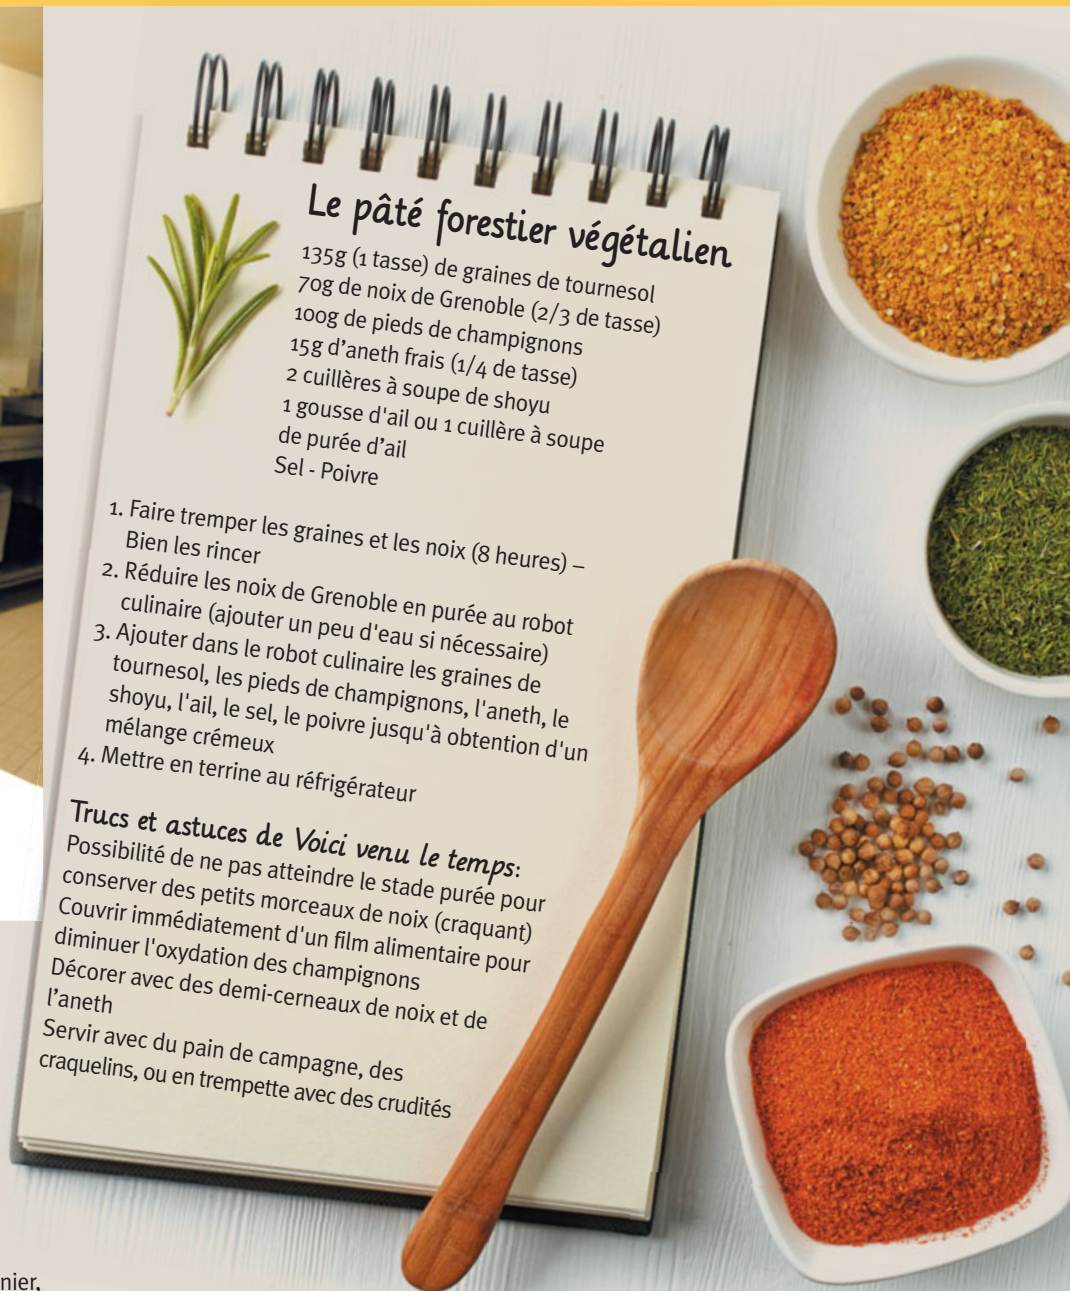 Le pâté forestier végétalien
135g (1 tasse) de graines de tournesol
70g de noix de Grenoble (2/3 de tasse)
100g de pieds de champignons
15g d’aneth frais (1/4 de tasse)
2 cuillères à soupe de shoyu
1 gousse d'ail ou 1 cuillère à soupe
de purée d’ail
Sel - Poivre
1. Faire tremper les graines et les noix (8 heures) –
Bien les rincer
2. Réduire les noix de Grenoble en purée au robot
culinaire (ajouter un peu d'eau si nécessaire)
3. Ajouter dans le robot culinaire les graines de
tournesol, les pieds de champignons, l'aneth, le
shoyu, l'ail, le sel, le poivre jusqu'à obtention d'un
mélange crémeux
4. Mettre en terrine au réfrigérateur
Trucs et astuces de Voici venu le temps:
Possibilité de ne pas atteindre le stade purée pour
conserver des petits morceaux de noix (craquant)
Couvrir immédiatement d'un film alimentaire pour
diminuer l'oxydation des champignons
Décorer avec des demi-cerneaux de noix et de
l’aneth
Servir avec du pain de campagne, des
craquelins, ou en trempette avec des crudités
nier,